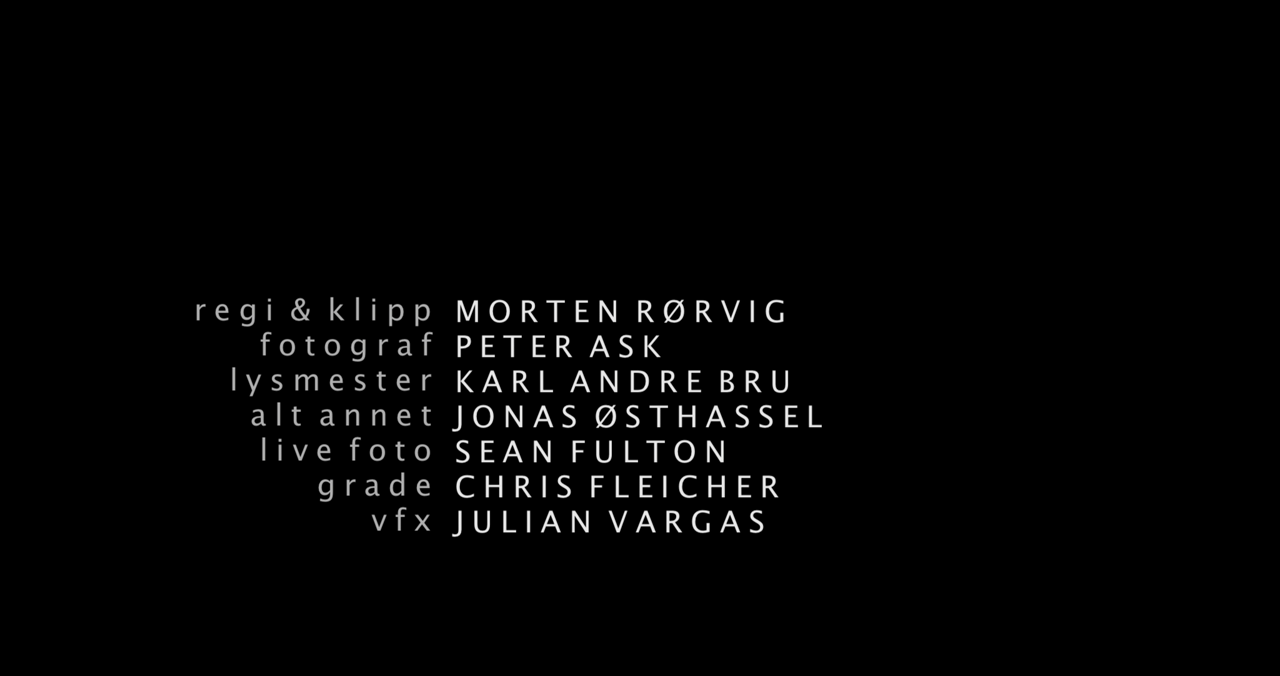 regi & klipp MORTEN RØRVIG
fotograf PETER ASK
lysmester KARL ANDRE BRU
alt annet JONAS ØSTHASSEL
live foto SEAN FULTON
grade CHRIS FLEICHER
vfx JULIAN VARGAS